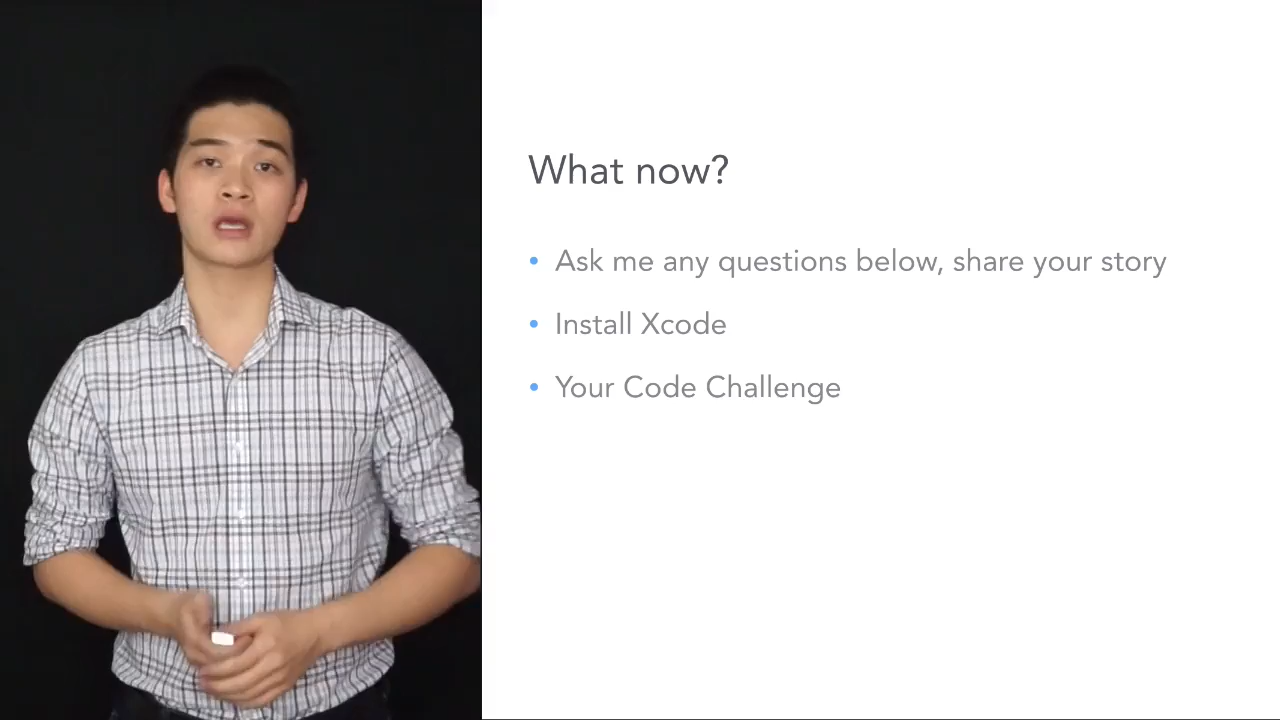 What now?
• Ask me any questions below, share your story
• Install Xcode
• Your Code Challenge